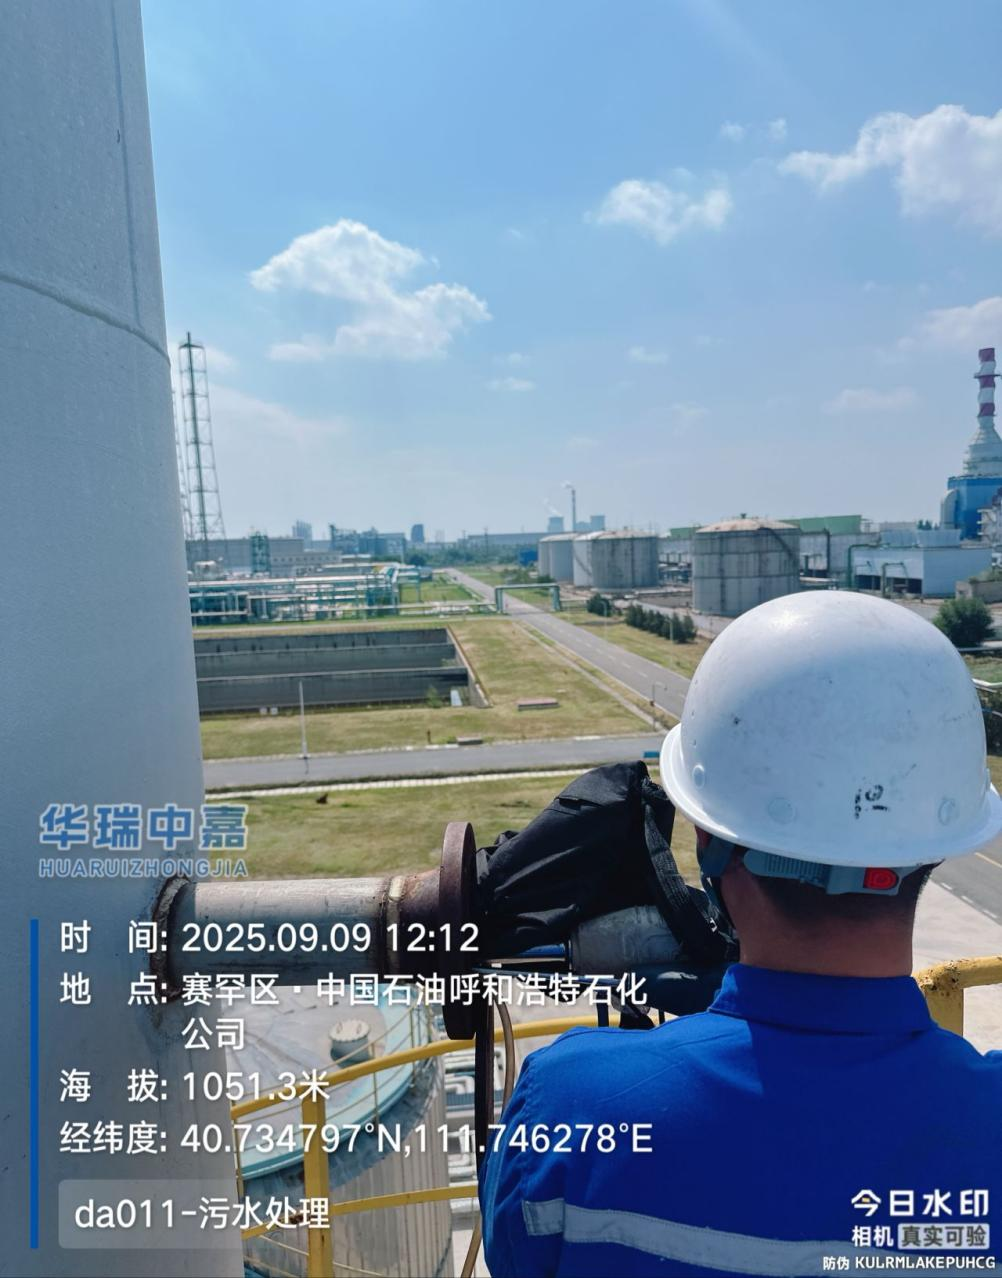 华瑞中嘉
HUARUIZHONGJIA
时 间: 2025.09.09 12:12
地 点: 赛罕区·中国石油呼和浩特石化
公司
海 拔: 1051.3米
经纬度: 40.734797°N,111.746278°E
da011-污水处理
今日水印
相机 真实可验
防伪 KULRMLAKEPUHCG